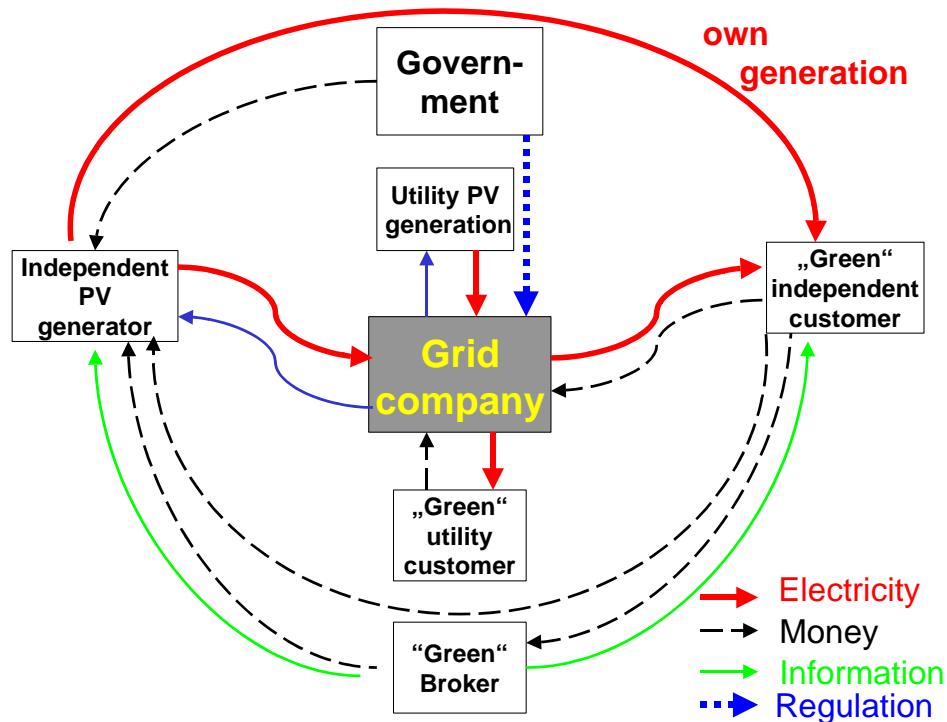 own
generation
Govern-
ment
Utility PV
generation
Independent
PV
generator
„Green“
independent
customer
Grid
company
„Green“
utility
customer
“Green“
Broker
Electricity
Money
Information
Regulation